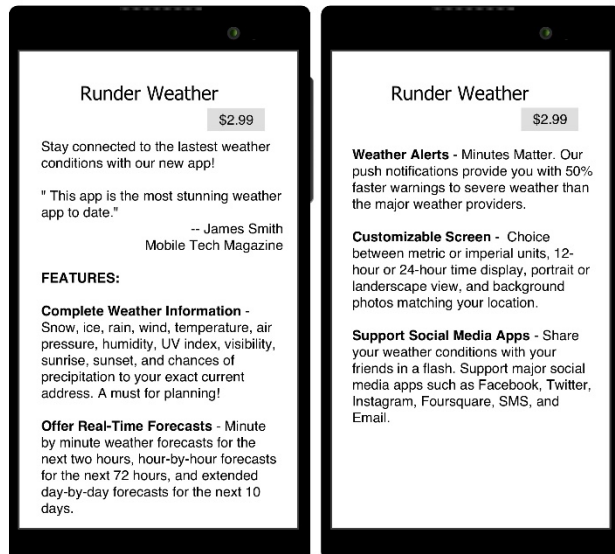 Runder Weather
$2.99
Stay connected to the lastest weather
conditions with our new app!
" This app is the most stunning weather
app to date."
-- James Smith
Mobile Tech Magazine
FEATURES:
Complete Weather Information -
Snow, ice, rain, wind, temperature, air
pressure, humidity, UV index, visibility,
sunrise, sunset, and chances of
precipitation to your exact current
address. A must for planning!
Offer Real-Time Forecasts - Minute
by minute weather forecasts for the
next two hours, hour-by-hour forecasts
for the next 72 hours, and extended
day-by-day forecasts for the next 10
days.
Runder Weather
$2.99
Weather Alerts - Minutes Matter. Our
push notifications provide you with 50%
faster warnings to severe weather than
the major weather providers.
Customizable Screen - Choice
between metric or imperial units, 12-
hour or 24-hour time display, portrait or
landerscape view, and background
photos matching your location.
Support Social Media Apps - Share
your weather conditions with your
friends in a flash. Support major social
media apps such as Facebook, Twitter,
Instagram, Foursquare, SMS, and
Email.